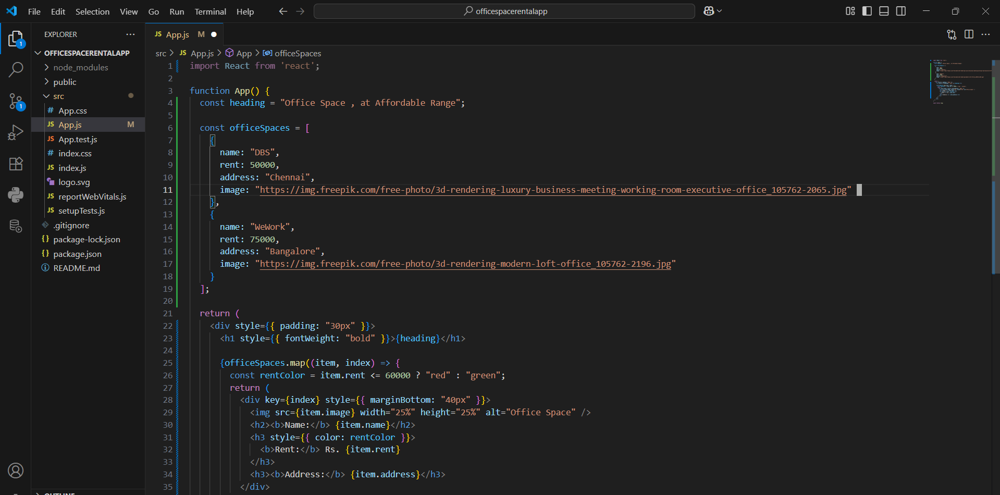 File Edit Selection View Go Run Terminal Help
officespacerentalapp
EXPLORER
OFFICESPACERENTALAPP
node_modules
public
src
# App.css
JS App.js M
JS App.test.js
# index.css
JS index.js
logo.svg
JS reportWebVitals.js
JS setupTests.js
.gitignore
{} package-lock.json
{} package.json
README.md
1
1
JS App.js M
src > JS App.js > App > officeSpaces
1 import React from 'react';
2
3 function App() {
4 const heading = "Office Space , at Affordable Range";
5
6 const officeSpaces = [
7 {
8 name: "DBS",
9 rent: 50000,
10 address: "Chennai",
11 image: "https://img.freepik.com/free-photo/3d-rendering-luxury-business-meeting-working-room-executive-office_105762-2065.jpg"
12 },
13 {
14 name: "WeWork",
15 rent: 75000,
16 address: "Bangalore",
17 image: "https://img.freepik.com/free-photo/3d-rendering-modern-loft-office_105762-2196.jpg"
18 }
19 ];
20
21 return (
22 <div style={{ padding: "30px" }}>
23 <h1 style={{ fontWeight: "bold" }}>{heading}</h1>
24
25 {officeSpaces.map((item, index) => {
26 const rentColor = item.rent <= 60000 ? "red" : "green";
27 return (
28 <div key={index} style={{ marginBottom: "40px" }}>
29 <img src={item.image} width="25%" height="25%" alt="Office Space" />
30 <h2><b>Name:</b> {item.name}</h2>
31 <h3 style={{ color: rentColor }}>
32 <b>Rent:</b> Rs. {item.rent}
33 </h3>
34 <h3><b>Address:</b> {item.address}</h3>
35 </div>